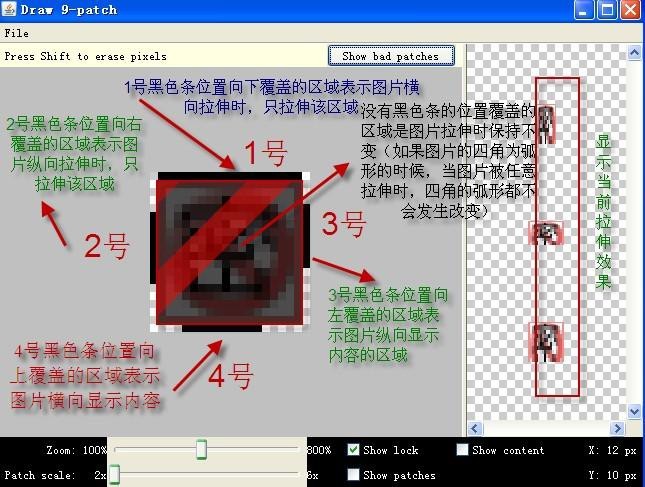 Draw 9-patch
File
Press Shift to erase pixels
Show bad patches
1号黑色条位置向下覆盖的区域表示图片横
向拉伸时，只拉伸该区域
2号黑色条位置向右
覆盖的区域表示图
片纵向拉伸时，只
拉伸该区域
没有黑色条的位置覆盖的
区域是图片拉伸时保持不
变（如果图片的四角为弧
形的时候，当图片被任意
拉伸时，四角的弧形都不
会发生改变）
1号
2号
3号
3号黑色条位置向
左覆盖的区域表
示图片纵向显示
内容的区域
4号黑色条位置向
上覆盖的区域表示
图片横向显示内容
4号
显示当前拉伸效果
Zoom: 100% 800% Show lock Show content X: 12 px
Patch scale: 2x 6x Show patches Y: 10 px